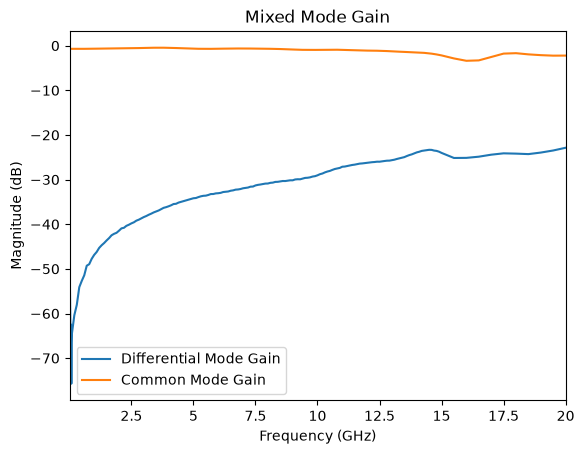 Mixed Mode Gain
Magnitude (dB)
0
−10
−20
−30
−40
−50
−60
−70
Differential Mode Gain
Common Mode Gain
2.5 5 7.5 10 12.5 15 17.5 20
Frequency (GHz)